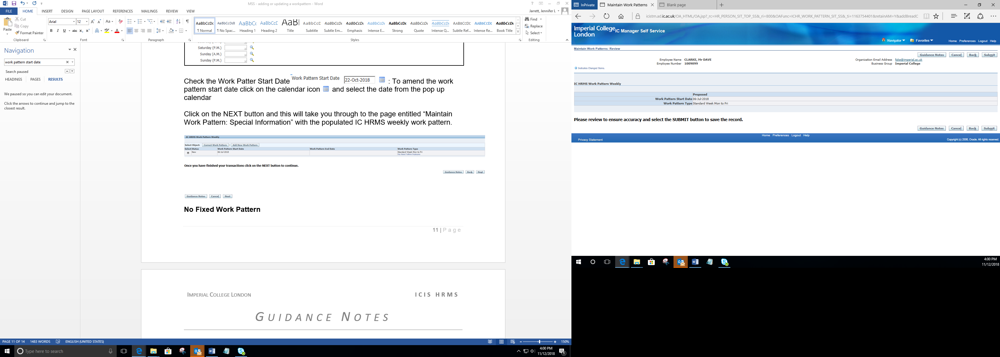 MSS - adding or updating a workpattern - Word
FILE HOME INSERT DESIGN PAGE LAYOUT REFERENCES MAILINGS REVIEW VIEW
Jarrett, Jennifer L
Paste
Cut
Copy
Format Painter
Clipboard
Arial 12
Font
Paragraph
AaBbCcDc AaBbCcDdE AaBbC( AaBbCcC AaB| AaBbCcD AaBbCcDc AaBbCcDc AaBbCcDc AaBbCcDc AaBbCcDc AaBbCcDc AABBCCDC AABBCCDC AaBbCcDc
¶ Normal ¶ No Spac... Heading 1 Heading 2 Title Subtitle Subtle Em... Emphasis Intense E... Strong Quote Intense Q... Subtle Ref... Intense Re... Book Title
Styles
Find
Replace
Select
Editing
Navigation
work pattern start date
Search paused
HEADINGS PAGES RESULTS
We paused so you can edit your document.
Click the arrows to continue and jump to the
closest result.
Saturday (P.M.)
Sunday (A.M.)
Sunday (P.M.)
Check the Work Patter Start Date Work Pattern Start Date 22-Oct-2018 : To amend the work
pattern start date click on the calendar icon and select the date from the pop up
calendar
Click on the NEXT button and this will take you through to the page entitled “Maintain
Work Pattern: Special Information” with the populated IC HRMS weekly work pattern.
IC HRMS Work Pattern Weekly
Select Object: Correct Work Pattern | Add New Work Pattern
Select Status Work Pattern Start Date Work Pattern End Date Work Pattern Type
New 06-Jul-2018 Standard Week Mon to Fri
Day Based Fulltime Employees
Once you have finished your transactions click on the NEXT button to continue.
Guidance Notes Back Next
Guidance Notes Cancel Next
No Fixed Work Pattern
11 | Page
IMPERIAL COLLEGE LONDON ICIS HRMS
GUIDANCE NOTES
PAGE 11 OF 14 1483 WORDS ENGLISH (UNITED STATES) 150%
Type here to search
4:00 PM
11/12/2018
InPrivate Maintain Work Patterns Blank page
icistrn.ad.ic.ac.uk/OA_HTML/OA.jsp?_rc=HR_PERSON_SIT_TOP_SS&_ri=800&OAFunc=ICHR_WORK_PATTERN_SIT_SS&_ti=1163754401&retainAM=Y&addBreadC
Imperial College
London
IC Manager Self Service
Navigator Favorites Home Preferences Logout Help
Maintain Work Patterns: Review
Guidance Notes Cancel Back Submit
Employee Name CLARKE, Mr DAVE
Employee Number 1009099
Organization Email Address fake@imperial.ac.uk
Business Group Imperial College
Indicates Changed Items.
IC HRMS Work Pattern Weekly
Proposed
Work Pattern Start Date 06-Jul-2018
Work Pattern Type Standard Week Mon to Fri
Please review to ensure accuracy and select the SUBMIT button to save the record.
Guidance Notes Cancel Back Submit
Home Preferences Logout Help
Privacy Statement Copyright (c) 2006, Oracle. All rights reserved.
4:00 PM
11/12/2018